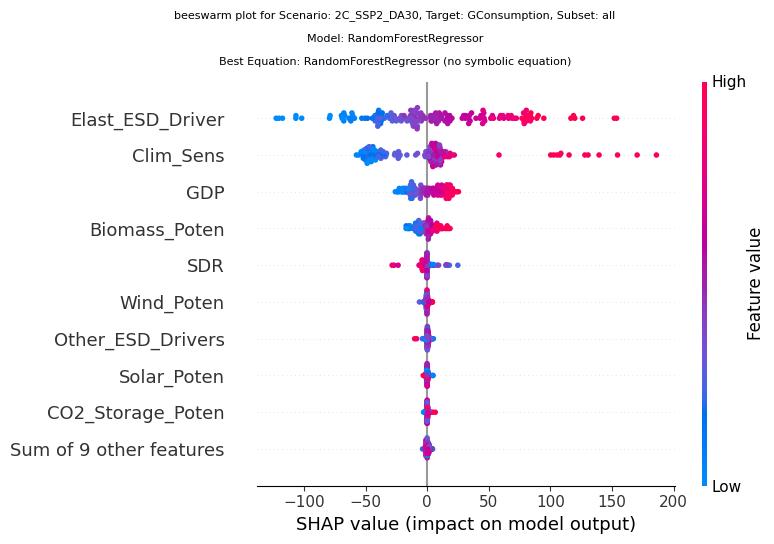 beeswarm plot for Scenario: 2C_SSP2_DA30, Target: GConsumption, Subset: all
Model: RandomForestRegressor
Best Equation: RandomForestRegressor (no symbolic equation)
High
Elast_ESD_Driver
Clim_Sens
GDP
Biomass_Poten
SDR
Wind_Poten
Other_ESD_Drivers
Solar_Poten
CO2_Storage_Poten
Sum of 9 other features
Feature value
Low
−100 −50 0 50 100 150 200
SHAP value (impact on model output)